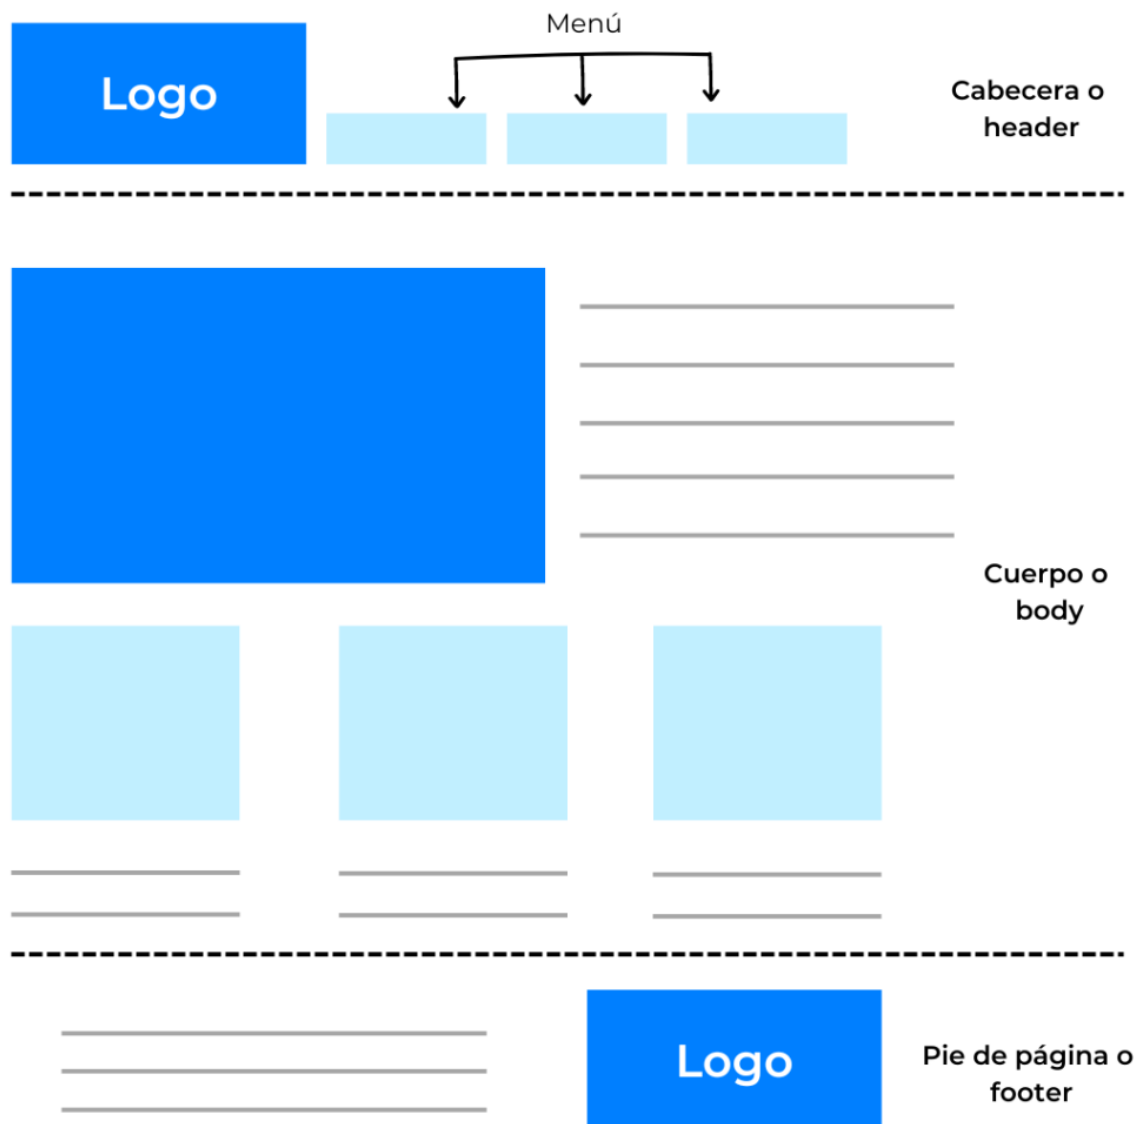 Menú
Logo
Cabecera o
header
Cuerpo o
body
Logo
Pie de página o
footer